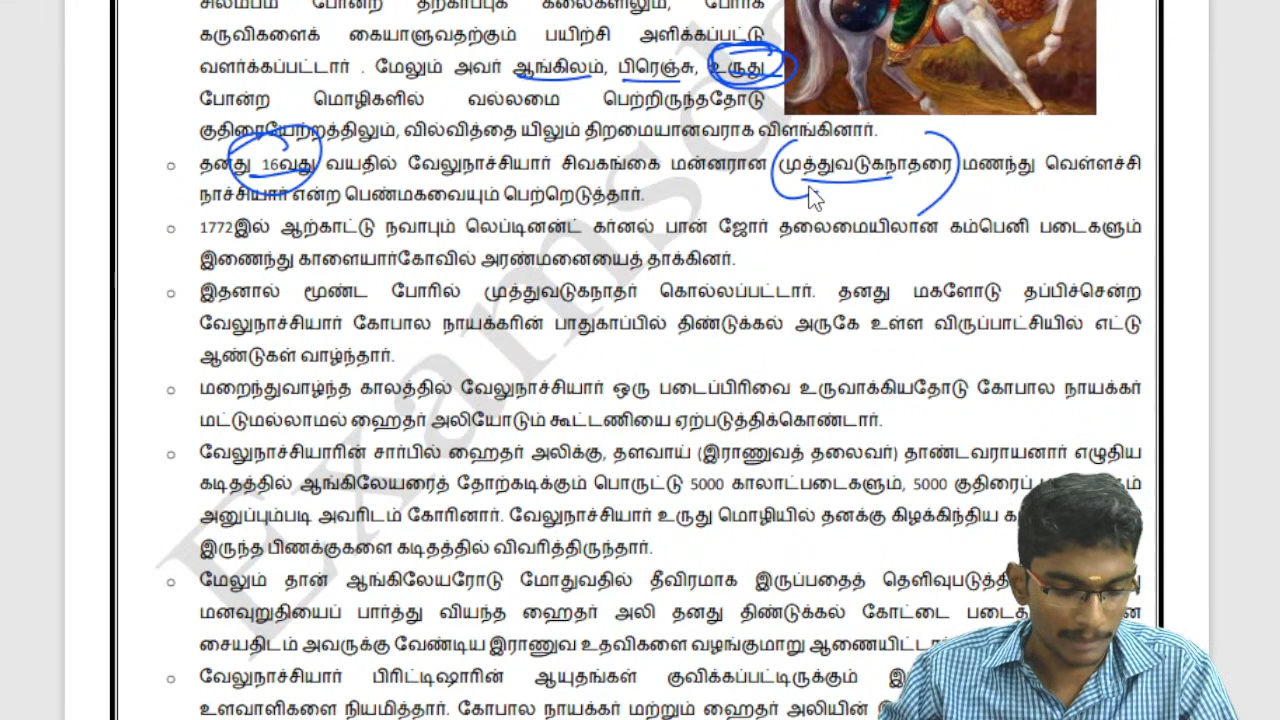 சிலம்பம் போன்ற தற்காப்புக் கலைகளிலும், போர்க்
கருவிகளைக் கையாளுவதற்கும் பயிற்சி அளிக்கப்பட்டு
வளர்க்கப்பட்டார் . மேலும் அவர் ஆங்கிலம், பிரெஞ்சு, உருது
போன்ற மொழிகளில் வல்லமை பெற்றிருந்ததோடு
குதிரையேற்றத்திலும், வில்வித்தை யிலும் திறமையானவராக விளங்கினார்.
தனது 16வது வயதில் வேலுநாச்சியார் சிவகங்கை மன்னரான முத்துவடுகநாதரை மணந்து வெள்ளச்சி
நாச்சியார் என்ற பெண்மகவையும் பெற்றெடுத்தார்.
1772இல் ஆற்காட்டு நவாபும் லெப்டினன்ட் கர்னல் பான் ஜோர் தலைமையிலான கம்பெனி படைகளும்
இணைந்து காளையார்கோவில் அரண்மனையைத் தாக்கினர்.
இதனால் மூண்ட போரில் முத்துவடுகநாதர் கொல்லப்பட்டார். தனது மகளோடு தப்பிச்சென்ற
வேலுநாச்சியார் கோபால நாயக்கரின் பாதுகாப்பில் திண்டுக்கல் அருகே உள்ள விருப்பாட்சியில் எட்டு
ஆண்டுகள் வாழ்ந்தார்.
மறைந்துவாழ்ந்த காலத்தில் வேலுநாச்சியார் ஒரு படைப்பிரிவை உருவாக்கியதோடு கோபால நாயக்கர்
மட்டுமல்லாமல் ஹைதர் அலியோடும் கூட்டணியை ஏற்படுத்திக்கொண்டார்.
வேலுநாச்சியாரின் சார்பில் ஹைதர் அலிக்கு, தளவாய் (இராணுவத் தலைவர்) தாண்டவராயனார் எழுதிய
கடிதத்தில் ஆங்கிலேயரைத் தோற்கடிக்கும் பொருட்டு 5000 காலாட்படைகளும், 5000 குதிரைப்
அனுப்பும்படி அவரிடம் கோரினார். வேலுநாச்சியார் உருது மொழியில் தனக்கு கிழக்கிந்திய
இருந்த பிணக்குகளை கடிதத்தில் விவரித்திருந்தார்.
மேலும் தான் ஆங்கிலேயரோடு மோதுவதில் தீவிரமாக இருப்பதைத்
மனவுறுதியைப் பார்த்து வியந்த ஹைதர் அலி தனது திண்டுக்கல் கோட்டை
சையதிடம் அவருக்கு வேண்டிய இராணுவ உதவிகளை வழங்குமாறு
வேலுநாச்சியார் பிரிட்டிஷாரின் ஆயுதங்கள் குவிக்கப்பட்டிருக்கும்
உளவாளிகளை நியமித்தார். கோபால நாயக்கர் மற்றும் ஹைதர் அலியின்